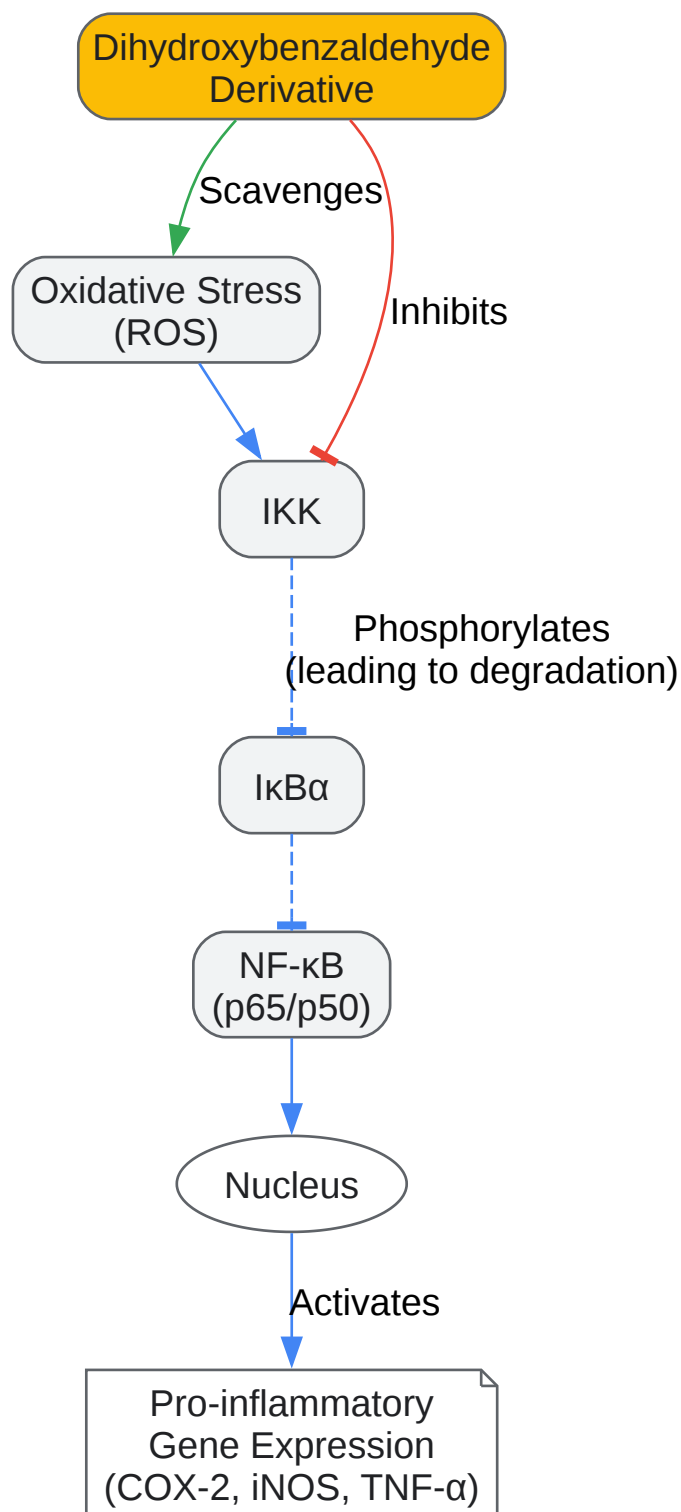 Dihydroxybenzaldehyde
Derivative
Scavenges
Oxidative Stress
(ROS)
Inhibits
IKK
Phosphorylates
(leading to degradation)
IκBα
NF-κB
(p65/p50)
Nucleus
Activates
Pro-inflammatory
Gene Expression
(COX-2, iNOS, TNF-α)